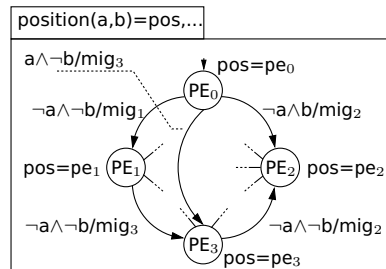 position(a,b)=pos,...
a∧¬b/mig₃
pos=pe₀
PE₀
¬a∧¬b/mig₁
¬a∧b/mig₂
pos=pe₁
PE₁
PE₂
pos=pe₂
¬a∧¬b/mig₃
¬a∧¬b/mig₂
PE₃
pos=pe₃